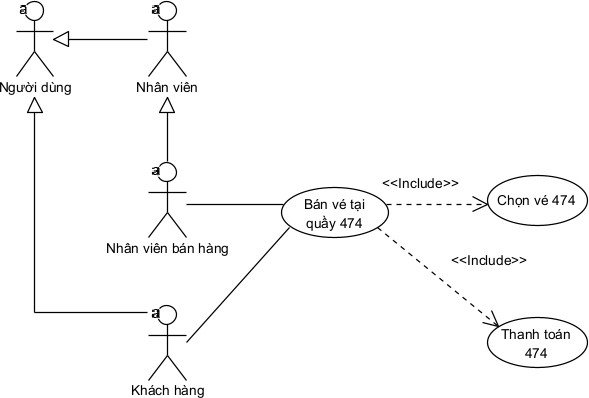 a
a
Người dùng
Nhân viên
a
<<Include>>
Bán vé tại
quầy 474
Chọn vé 474
Nhân viên bán hàng
<<Include>>
a
Thanh toán
474
Khách hàng